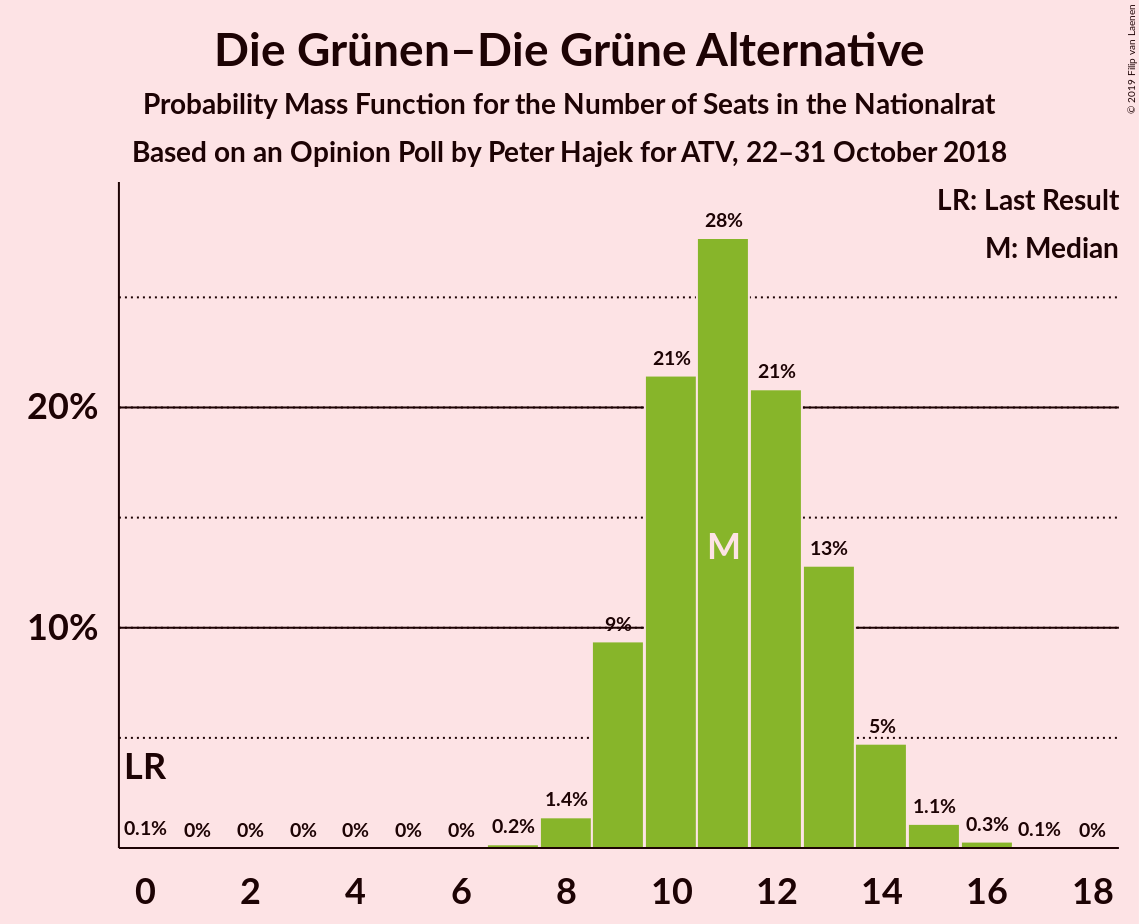 Die Grünen–Die Grüne Alternative
Probability Mass Function for the Number of Seats in the Nationalrat
Based on an Opinion Poll by Peter Hajek for ATV, 22–31 October 2018
© 2019 Filip van Laenen
LR: Last Result
M: Median
28%
21%
21%
20%
M
13%
9%
10%
5%
LR
1.4%
1.1%
0.1% 0% 0% 0% 0% 0% 0% 0.2% 0.3% 0.1% 0%
0 2 4 6 8 10 12 14 16 18